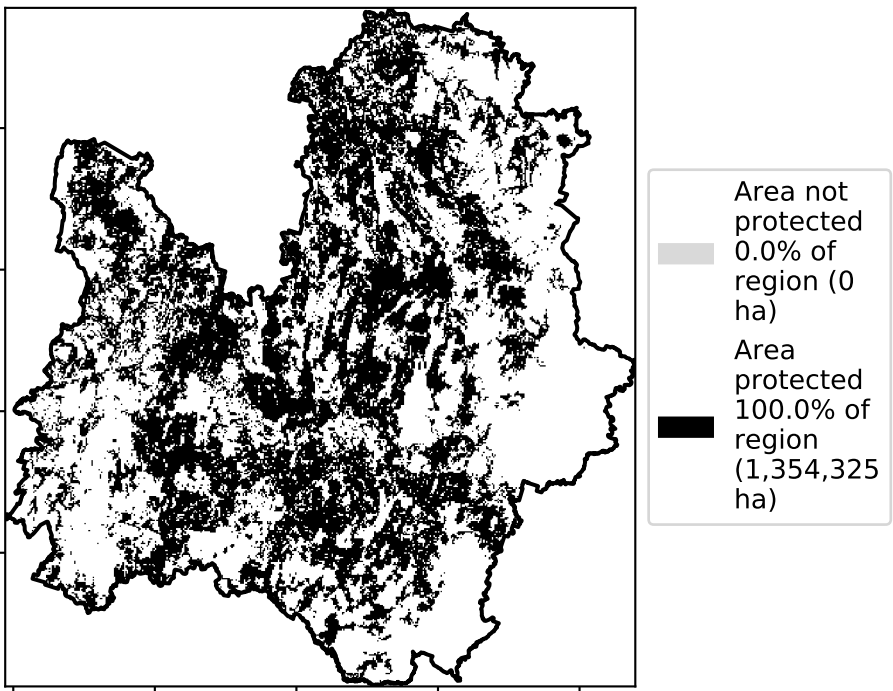 Area not
protected
0.0% of
region (0
ha)
Area
protected
100.0% of
region
(1,354,325
ha)